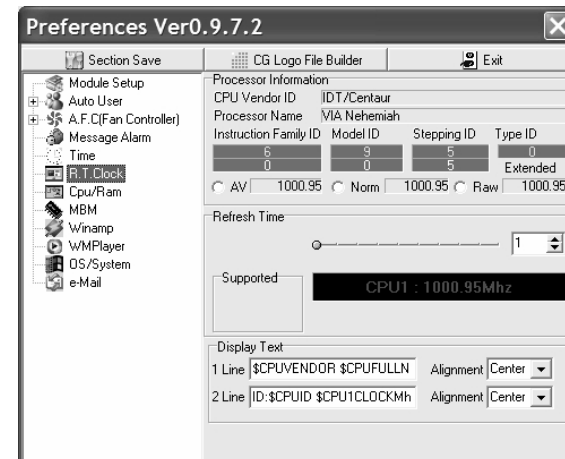 Preferences Ver0.9.7.2
Section Save
CG Logo File Builder
Exit
Module Setup
Auto User
A.F.C(Fan Controller)
Message Alarm
Time
R.T.Clock
Cpu/Ram
MBM
Winamp
WMPlayer
OS/System
e-Mail
Processor Information
CPU Vendor ID IDT/Centaur
Processor Name VIA Nehemiah
Instruction Family ID Model ID Stepping ID Type ID
6 9 5 0
0 0 5 Extended
AV 1000.95 Norm 1000.95 Raw 1000.95
Refresh Time
1
Supported
CPU1 : 1000.95Mhz
Display Text
1 Line $CPUVENDOR $CPUFULLN Alignment Center
2 Line ID:$CPUID $CPU1CLOCKMh Alignment Center